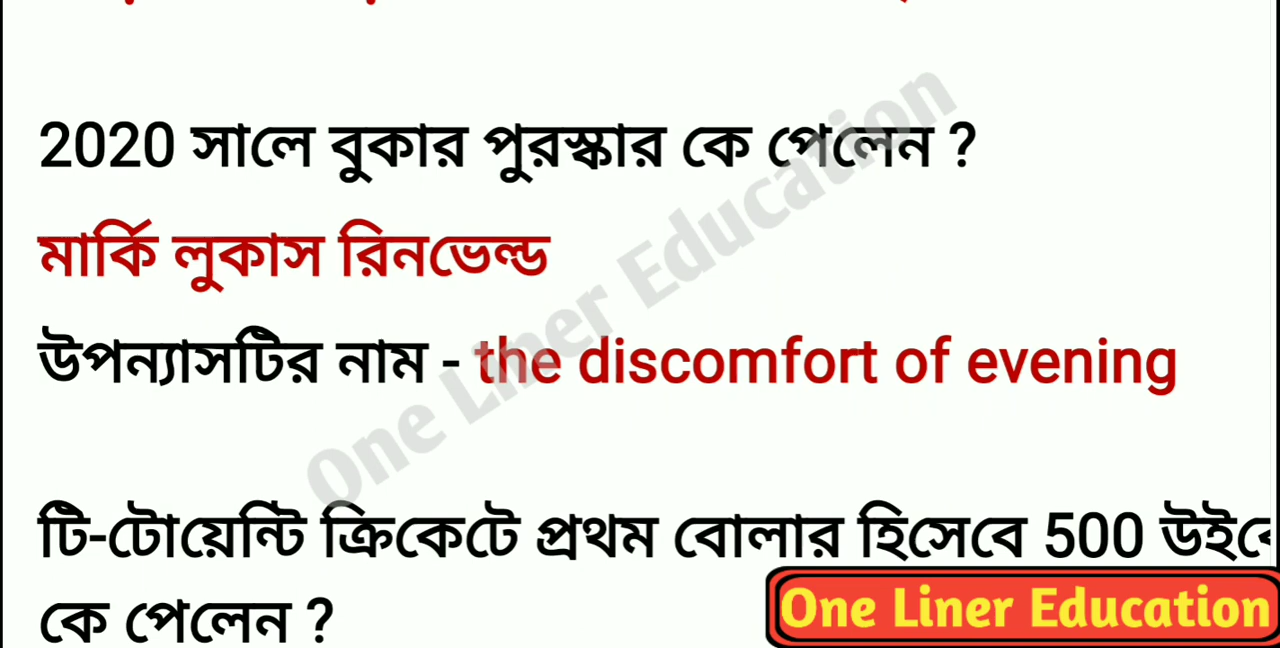 2020 সালে বুকার পুরস্কার কে পেলেন ?
মার্কি লুকাস রিনভেল্ড
উপন্যাসটির নাম - the discomfort of evening
One Liner Education
টি-টোয়েন্টি ক্রিকেটে প্রথম বোলার হিসেবে 500
কে পেলেন ?
One Liner Education